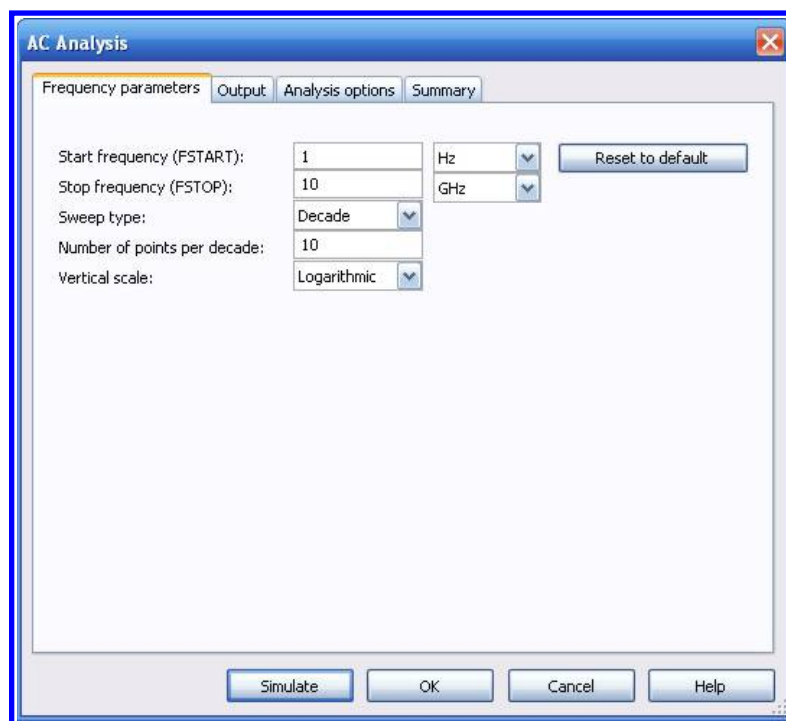 AC Analysis
Frequency parameters Output Analysis options Summary
Start frequency (FSTART): 1 Hz Reset to default
Stop frequency (FSTOP): 10 GHz
Sweep type: Decade
Number of points per decade: 10
Vertical scale: Logarithmic
Simulate OK Cancel Help